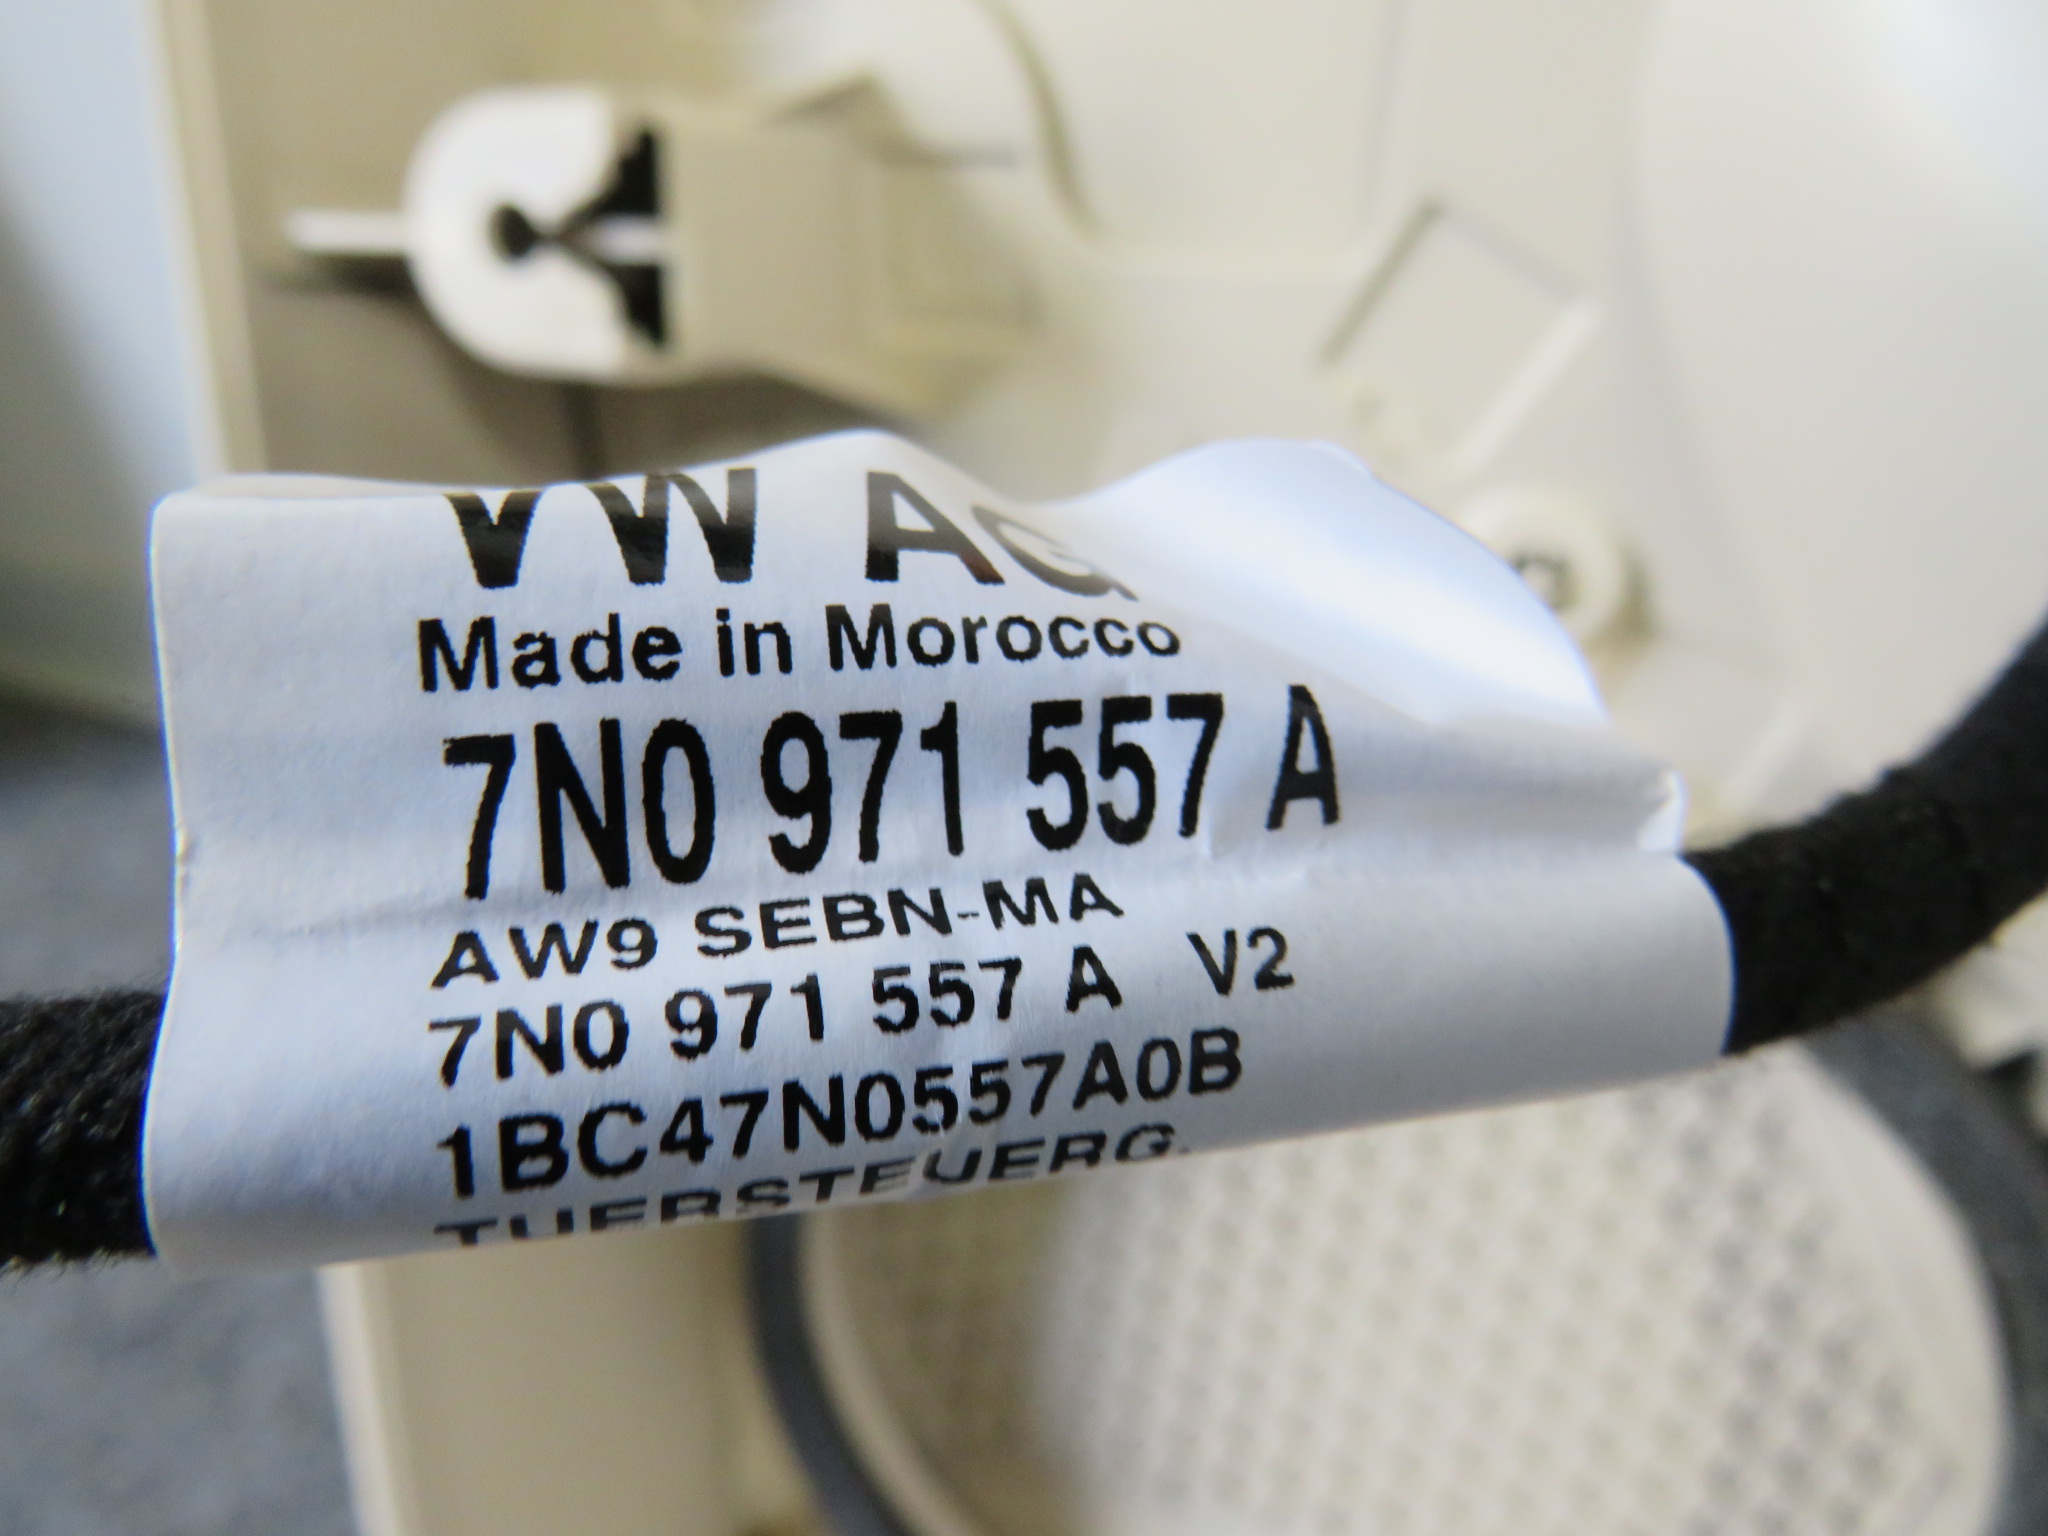 VW AG
Made in Morocco
7N0 971 557 A
AW9 SEBN-MA
7N0 971 557 A V2
1BC47N0557A0B
TUERSTEUERG.